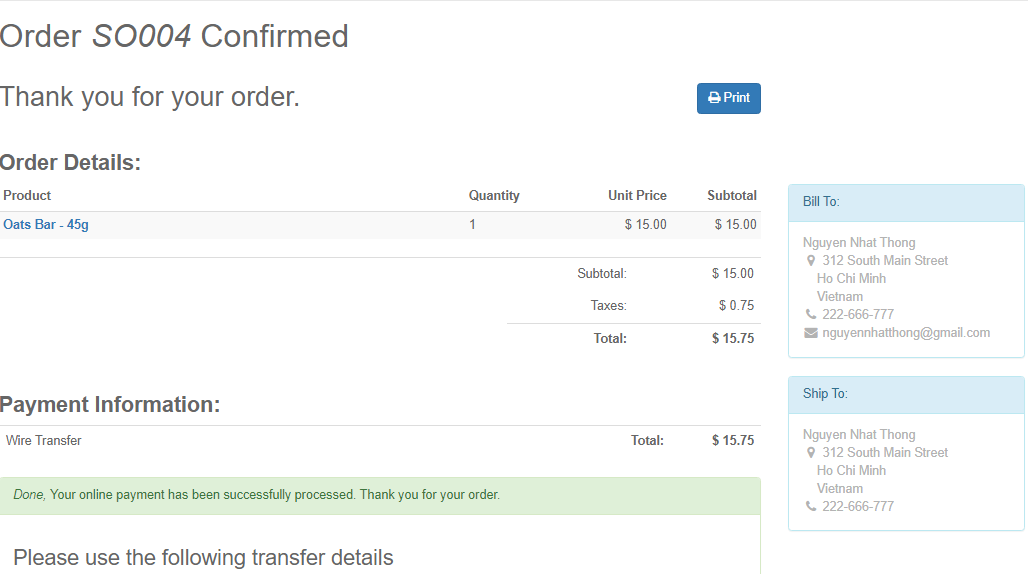 Order SO004 Confirmed
Thank you for your order.
Print
Order Details:
Product Quantity Unit Price Subtotal
Oats Bar - 45g 1 $ 15.00 $ 15.00
Subtotal: $ 15.00
Taxes: $ 0.75
Total: $ 15.75
Payment Information:
Wire Transfer Total: $ 15.75
Done, Your online payment has been successfully processed. Thank you for your order.
Please use the following transfer details
Bill To:
Nguyen Nhat Thong
312 South Main Street
Ho Chi Minh
Vietnam
222-666-777
nguyennhatthong@gmail.com
Ship To:
Nguyen Nhat Thong
312 South Main Street
Ho Chi Minh
Vietnam
222-666-777